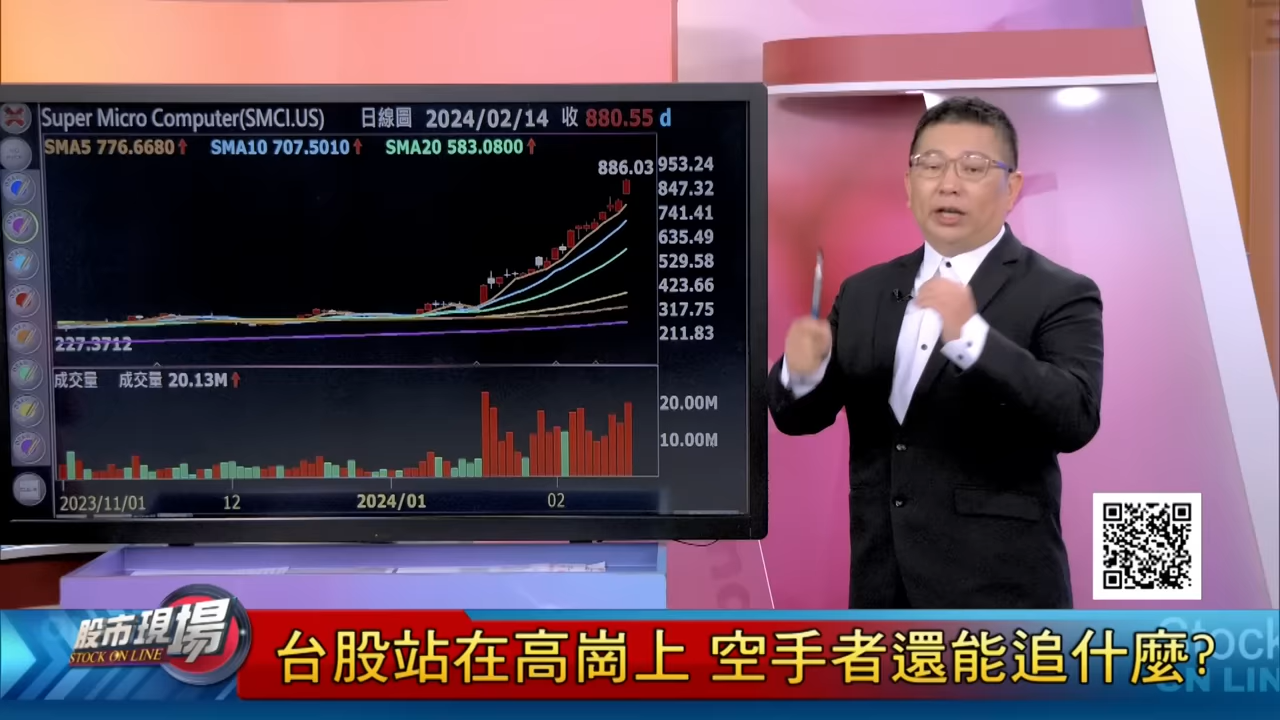 Super Micro Computer(SMCI.US) 日線圖 2024/02/14 收 880.55 d
SMA5 776.6680↑ SMA10 707.5010↑ SMA20 583.0800↑
886.03
953.24
847.32
741.41
635.49
529.58
423.66
317.75
211.83
227.3712
成交量 成交量 20.13M↑
20.00M
10.00M
2023/11/01 12 2024/01 02
股市現場
STOCK ON LINE
台股站在高崗上 空手者還能追什麼?
Stock
ON LIN